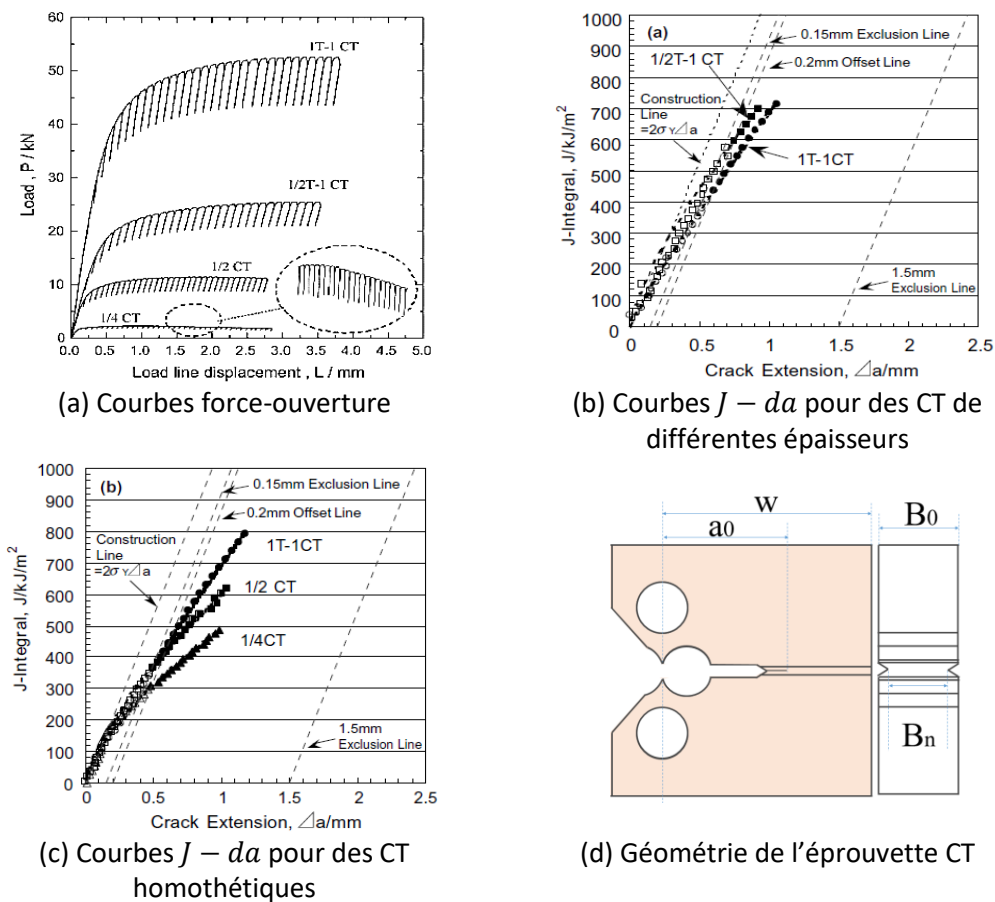 60
50
40
30
20
10
0
Load , P / kN
1T-1 CT
1/2T-1 CT
1/2 CT
1/4 CT
0.0 0.5 1.0 1.5 2.0 2.5 3.0 3.5 4.0 4.5 5.0
Load line displacement , L / mm
(a) Courbes force-ouverture
1000
900
800
700
600
500
400
300
200
100
0
J-Integral, J/kJ/m²
(a)
0.15mm Exclusion Line
0.2mm Offset Line
1/2T-1 CT
Construction
Line
=2σY⊿a
1T-1CT
1.5mm
Exclusion Line
0 0.5 1 1.5 2 2.5
Crack Extension, ⊿a/mm
(b) Courbes J − da pour des CT de
différentes épaisseurs
1000
900
800
700
600
500
400
300
200
100
0
J-Integral, J/kJ/m²
(b)
0.15mm Exclusion Line
0.2mm Offset Line
Construction
Line
=2σY⊿a
1T-1CT
1/2 CT
1/4CT
1.5mm
Exclusion Line
0 0.5 1 1.5 2 2.5
Crack Extension, ⊿a/mm
(c) Courbes J − da pour des CT
homothétiques
w
a0
B0
Bn
(d) Géométrie de l’éprouvette CT